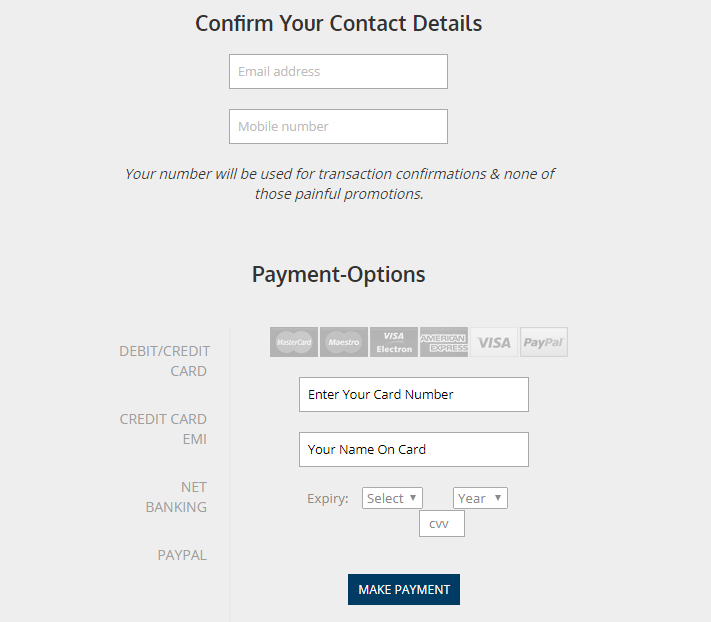 Confirm Your Contact Details
Email address
Mobile number
Your number will be used for transaction confirmations & none of
those painful promotions.
Payment-Options
DEBIT/CREDIT
CARD
CREDIT CARD
EMI
NET
BANKING
PAYPAL
MasterCard Maestro VISA Electron AMERICAN EXPRESS VISA PayPal
Enter Your Card Number
Your Name On Card
Expiry: Select Year
CVV
MAKE PAYMENT